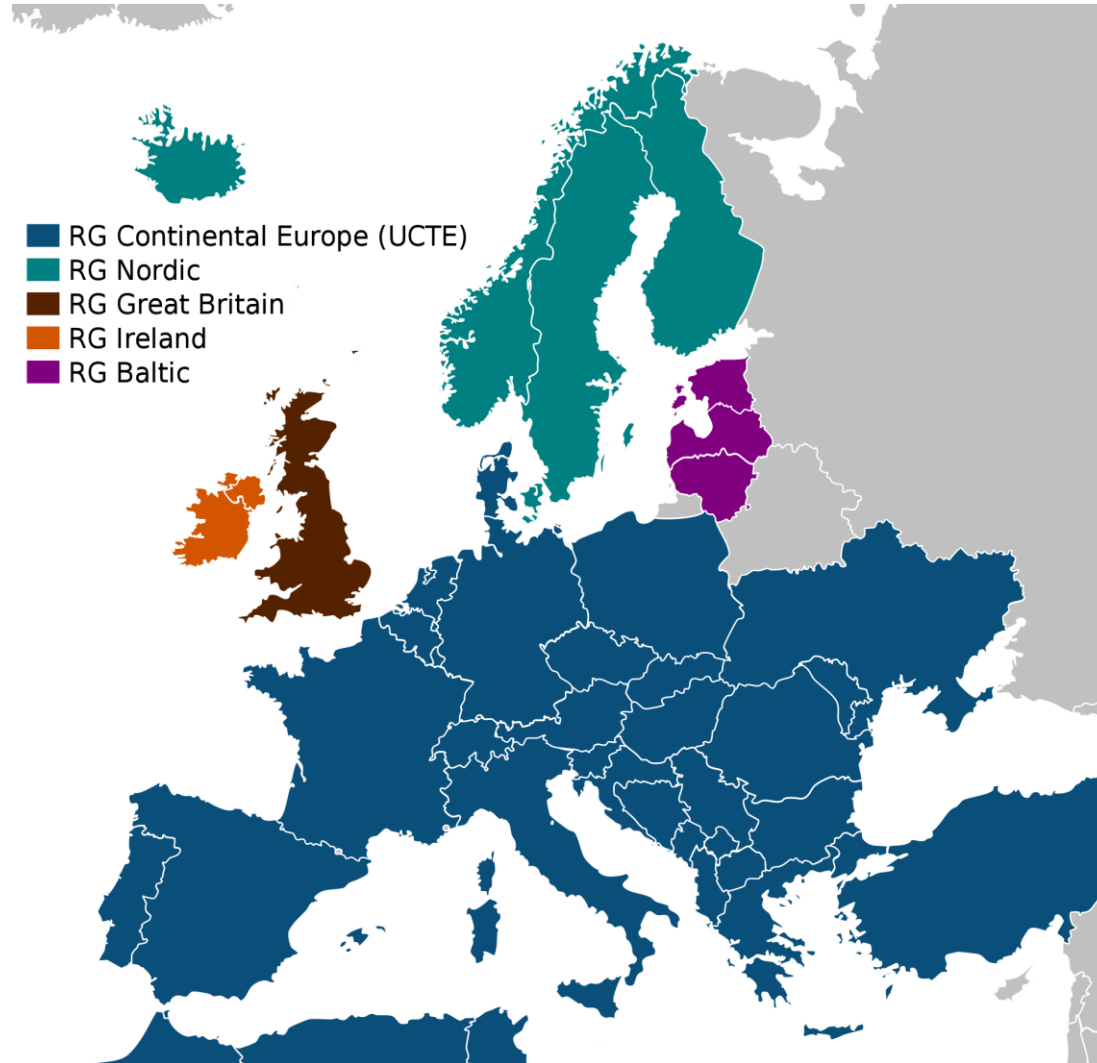 RG Continental Europe (UCTE)
RG Nordic
RG Great Britain
RG Ireland
RG Baltic